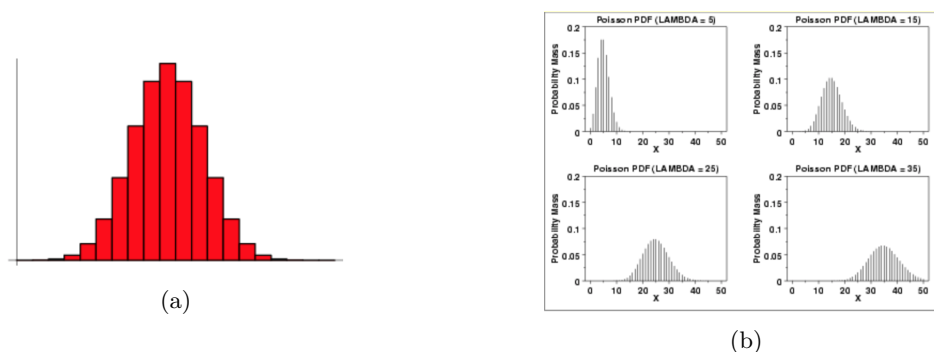 Poisson PDF (LAMBDA = 5)
Poisson PDF (LAMBDA = 15)
0.2
0.15
0.1
0.05
0
Probability Mass
0 10 20 30 40 50
X
0.2
0.15
0.1
0.05
0
Probability Mass
0 10 20 30 40 50
X
Poisson PDF (LAMBDA = 25)
Poisson PDF (LAMBDA = 35)
0.2
0.15
0.1
0.05
0
Probability Mass
0 10 20 30 40 50
X
0.2
0.15
0.1
0.05
0
Probability Mass
0 10 20 30 40 50
X
(a)
(b)